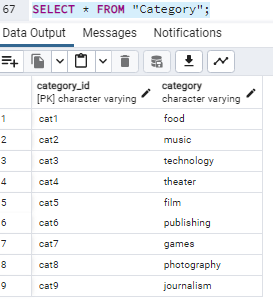 67 SELECT * FROM "Category";
Data Output Messages Notifications
category_id category
[PK] character varying character varying
1 cat1 food
2 cat2 music
3 cat3 technology
4 cat4 theater
5 cat5 film
6 cat6 publishing
7 cat7 games
8 cat8 photography
9 cat9 journalism